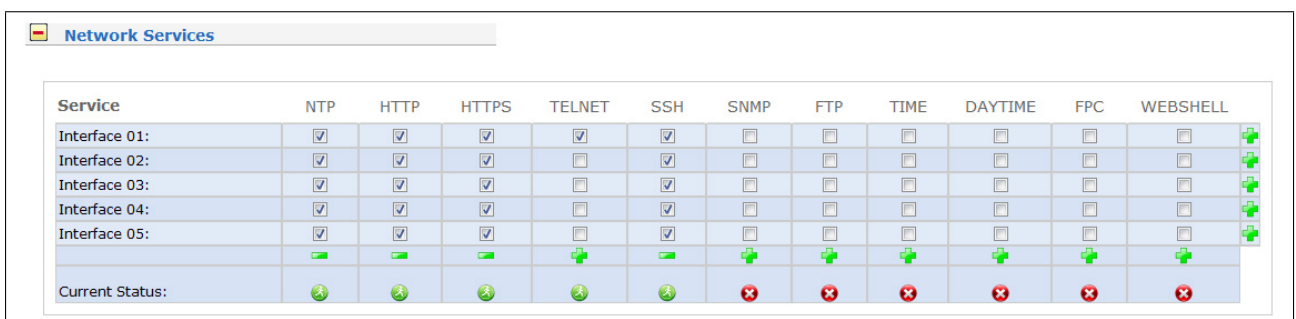 Network Services
Service NTP HTTP HTTPS TELNET SSH SNMP FTP TIME DAYTIME FPC WEBSHELL
Interface 01:
Interface 02:
Interface 03:
Interface 04:
Interface 05:
Current Status: